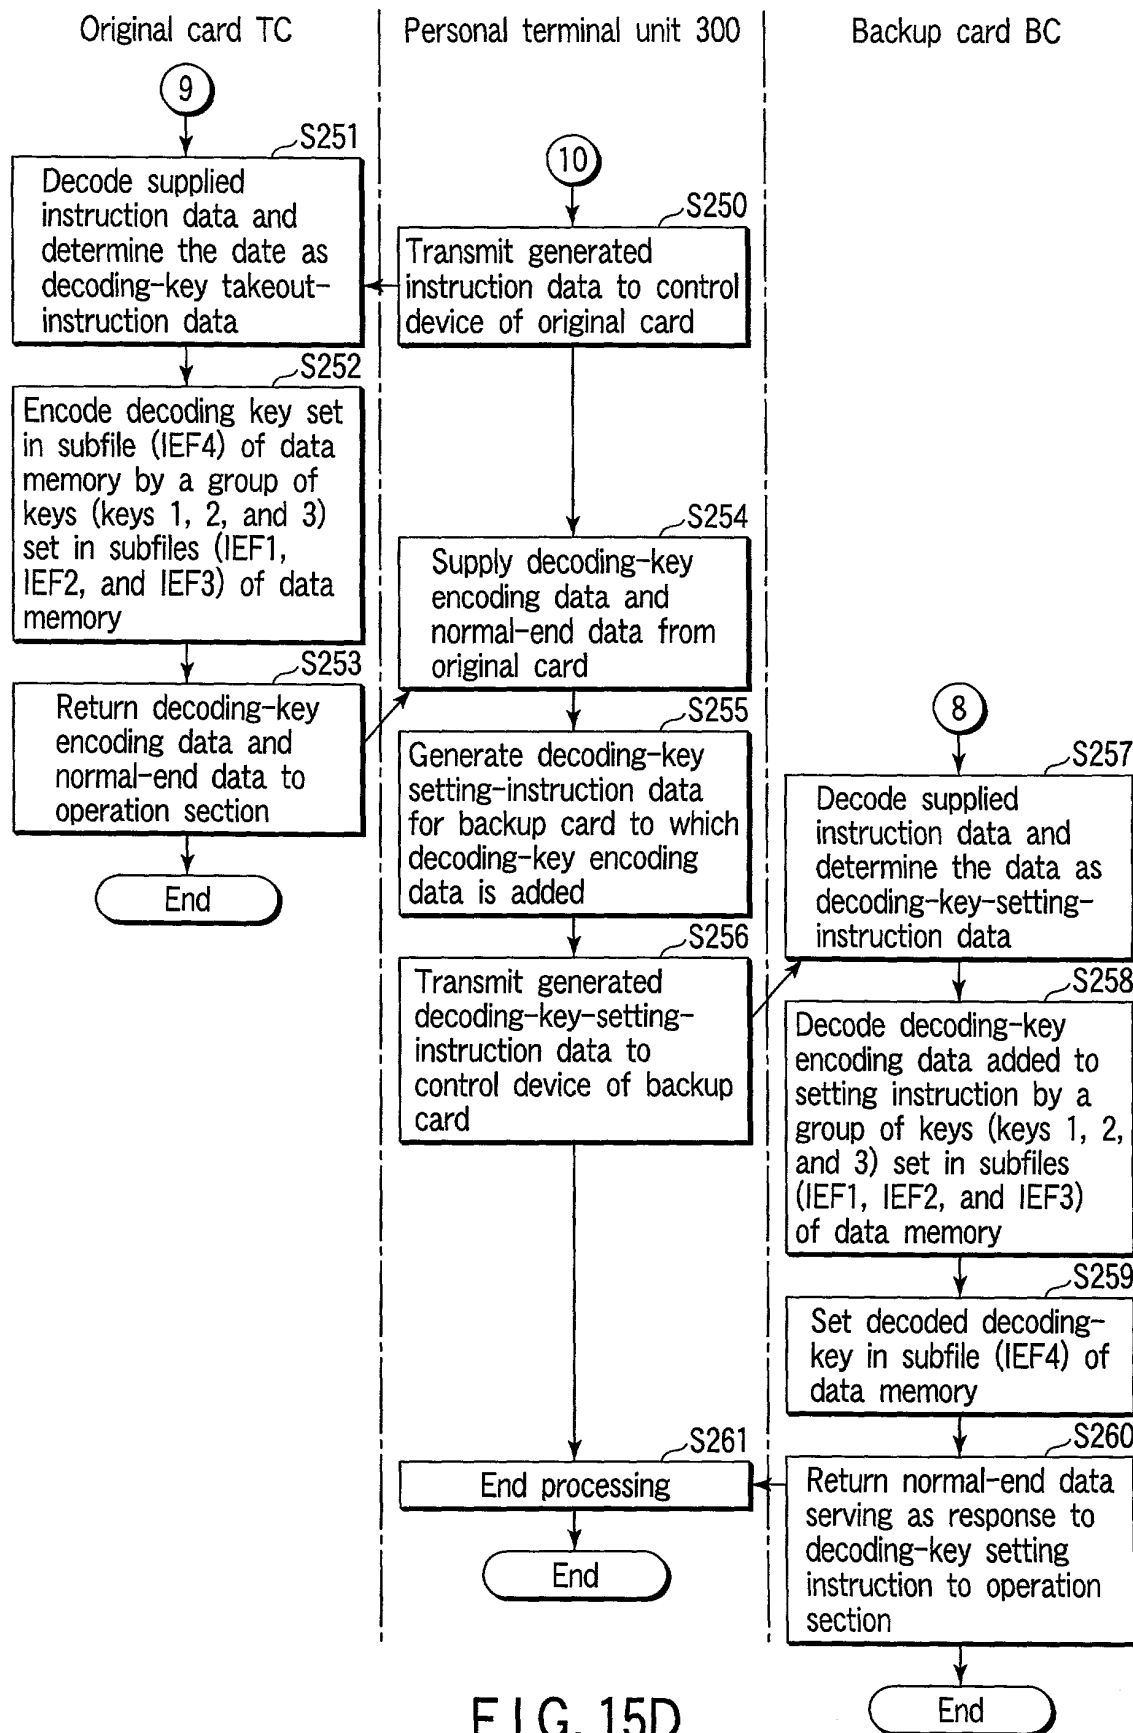 Original card TC
Personal terminal unit 300
Backup card BC
9
S251
Decode supplied
instruction data and
determine the date as
decoding-key takeout-
instruction data
S252
Encode decoding key set
in subfile (IEF4) of data
memory by a group of
keys (keys 1, 2, and 3)
set in subfiles (IEF1,
IEF2, and IEF3) of data
memory
S253
Return decoding-key
encoding data and
normal-end data to
operation section
End
10
S250
Transmit generated
instruction data to control
device of original card
S254
Supply decoding-key
encoding data and
normal-end data from
original card
S255
Generate decoding-key
setting-instruction data
for backup card to which
decoding-key encoding
data is added
S256
Transmit generated
decoding-key-setting-
instruction data to
control device of backup
card
S261
End processing
End
8
S257
Decode supplied
instruction data and
determine the data as
decoding-key-setting-
instruction data
S258
Decode decoding-key
encoding data added to
setting instruction by a
group of keys (keys 1, 2,
and 3) set in subfiles
(IEF1, IEF2, and IEF3)
of data memory
S259
Set decoded decoding-
key in subfile (IEF4) of
data memory
S260
Return normal-end data
serving as response to
decoding-key setting
instruction to operation
section
End
FIG. 15D